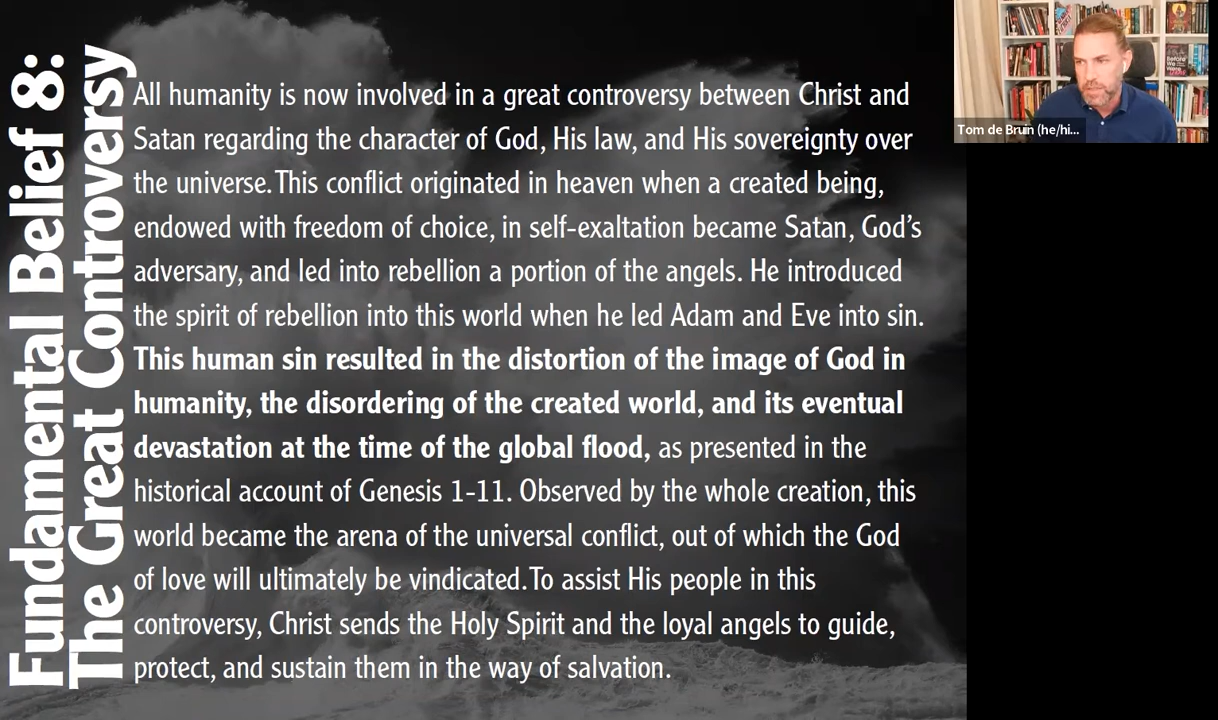 Fundamental Belief 8:
The Great Controversy
All humanity is now involved in a great controversy between Christ and
Satan regarding the character of God, His law, and His sovereignty over
the universe. This conflict originated in heaven when a created being,
endowed with freedom of choice, in self-exaltation became Satan, God’s
adversary, and led into rebellion a portion of the angels. He introduced
the spirit of rebellion into this world when he led Adam and Eve into sin.
This human sin resulted in the distortion of the image of God in
humanity, the disordering of the created world, and its eventual
devastation at the time of the global flood, as presented in the
historical account of Genesis 1-11. Observed by the whole creation, this
world became the arena of the universal conflict, out of which the God
of love will ultimately be vindicated. To assist His people in this
controversy, Christ sends the Holy Spirit and the loyal angels to guide,
protect, and sustain them in the way of salvation.
Tom de Bruin (he/hi...